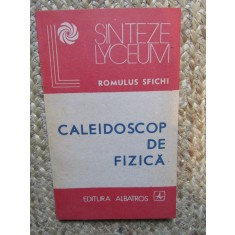 SINTEZE
LYCEUM
ROMULUS SFICHI
CALEIDOSCOP
DE
FIZICĂ
EDITURA ALBATROS